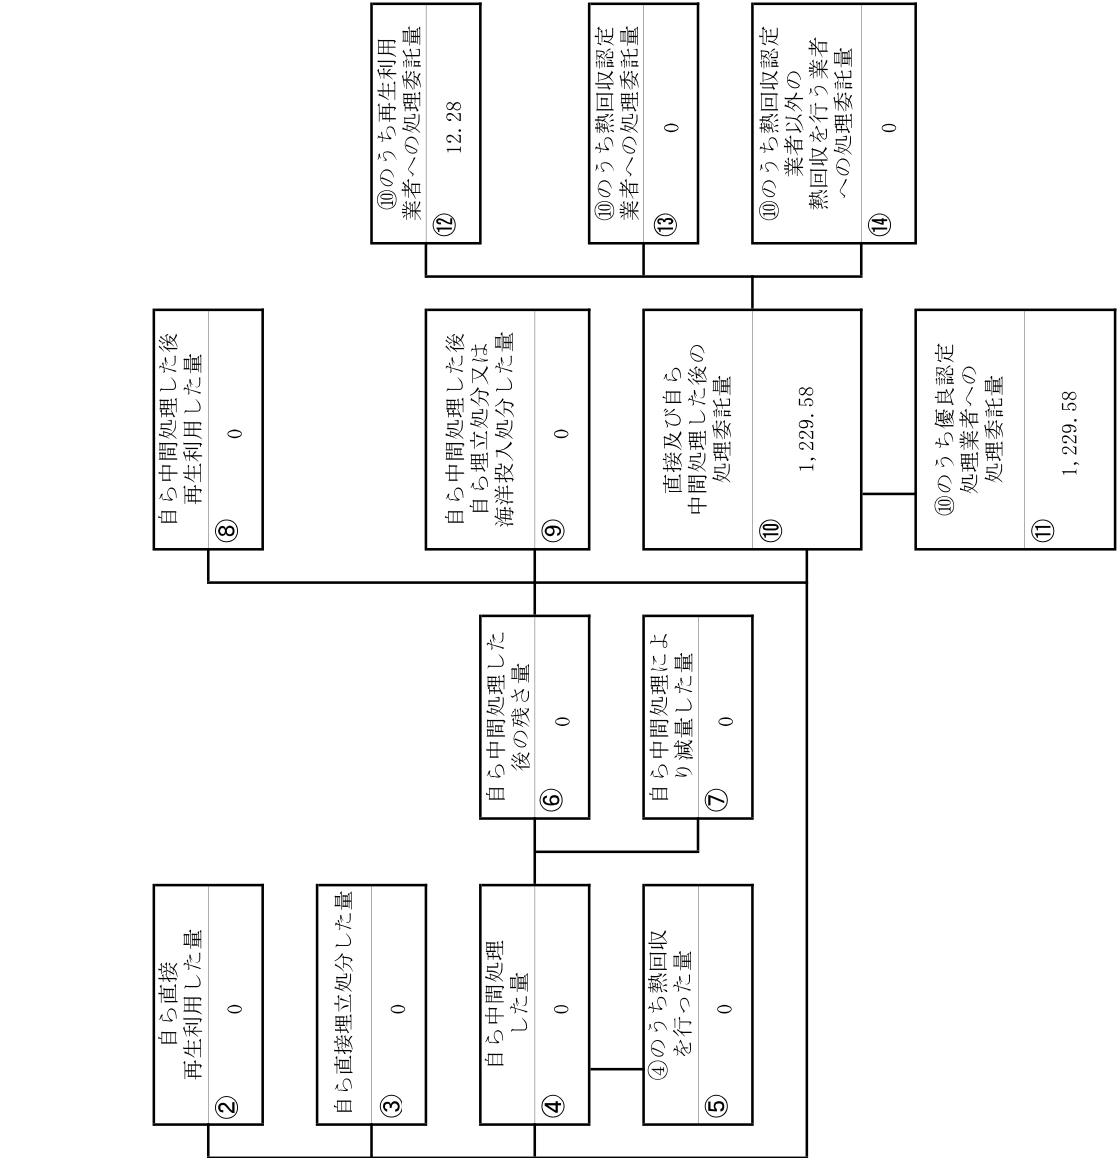 自ら直接
再生利用した量
②
0
自ら中間処理した後
再生利用した量
⑧
0
自ら直接埋立処分した量
③
0
自ら中間処理
した量
④
0
自ら中間処理した
後の残さ量
⑥
0
自ら中間処理した後
自ら埋立処分又は
海洋投入処分した量
⑨
0
⑩のうち再生利用
業者への処理委託量
⑫
12.28
④のうち熱回収
を行った量
⑤
0
自ら中間処理によ
り減量した量
⑦
0
直接及び自ら
中間処理した後の
処理委託量
⑩
1,229.58
⑩のうち熱回収認定
業者への処理委託量
⑬
0
⑩のうち熱回収認定
業者以外の
熱回収を行う業者
への処理委託量
⑭
0
⑩のうち優良認定
処理業者への
処理委託量
⑪
1,229.58